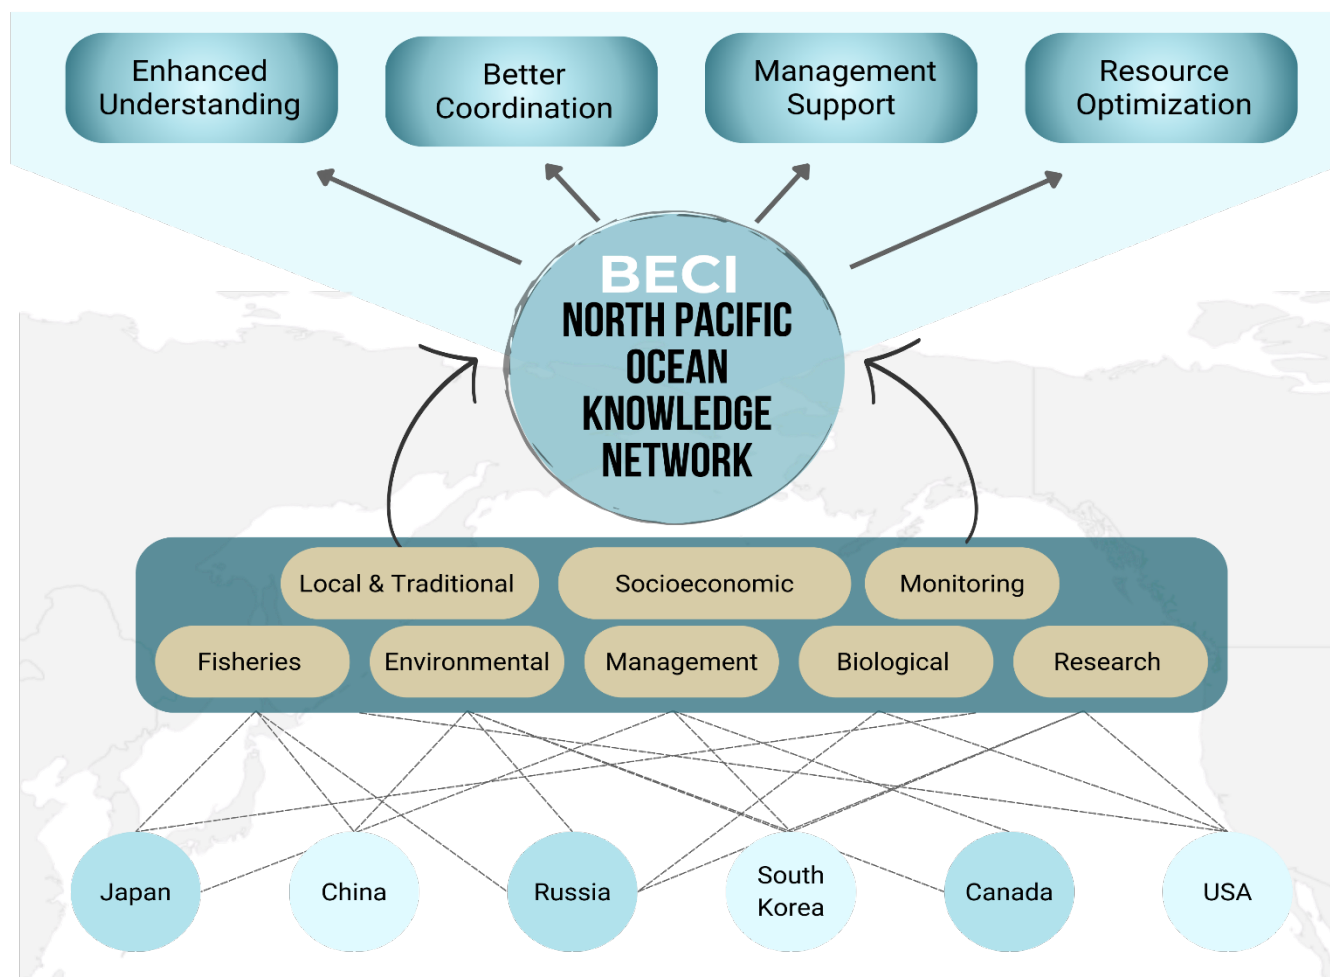 Enhanced
Understanding
Better
Coordination
Management
Support
Resource
Optimization
BECI
NORTH PACIFIC
OCEAN
KNOWLEDGE
NETWORK
Local & Traditional
Socioeconomic
Monitoring
Fisheries
Environmental
Management
Biological
Research
Japan
China
Russia
South
Korea
Canada
USA